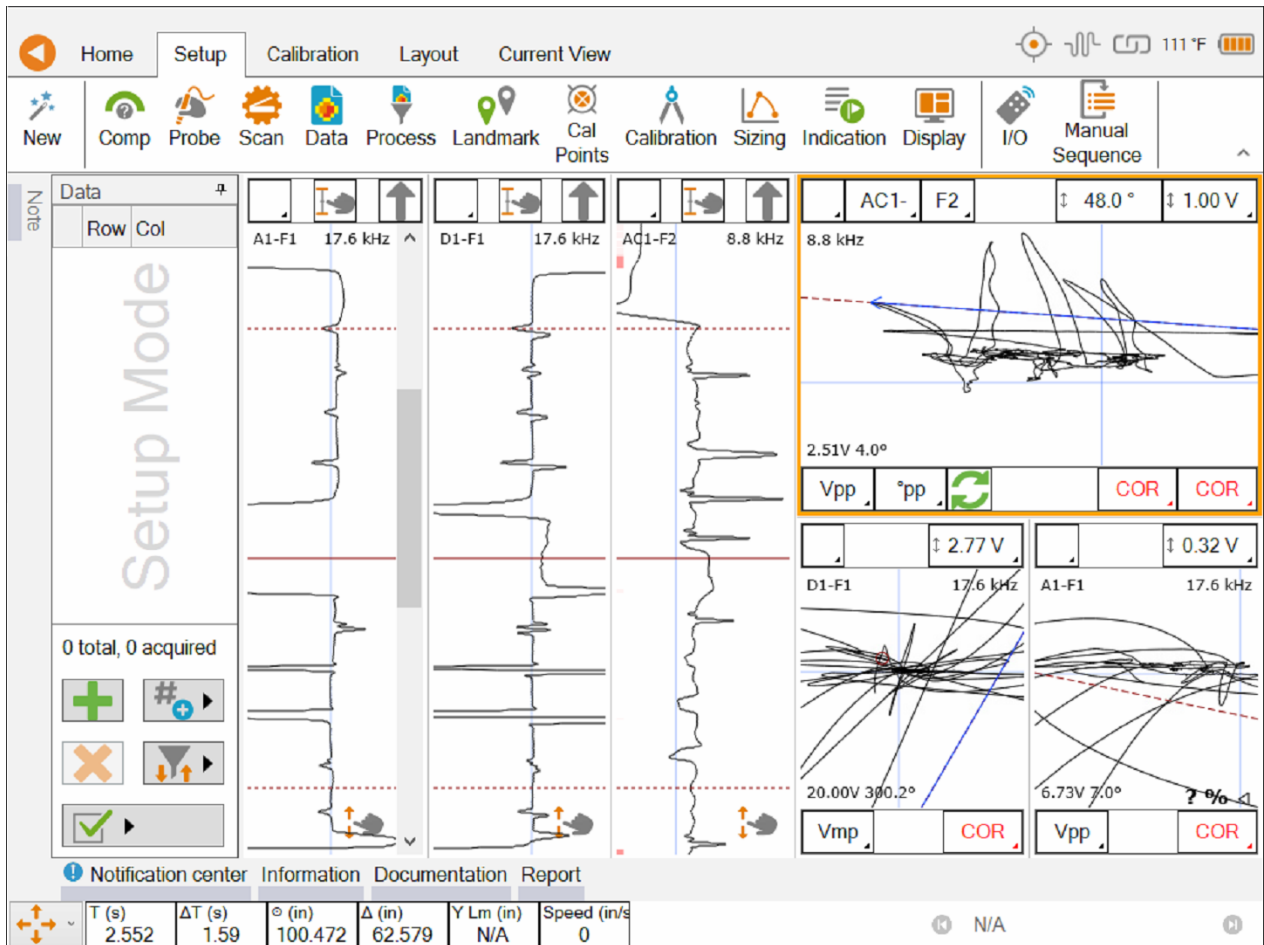 Home Setup Calibration Layout Current View 111 °F
New Comp Probe Scan Data Process Landmark Cal Points Calibration Sizing Indication Display I/O Manual Sequence
Note
Data
Row Col
Setup Mode
0 total, 0 acquired
A1-F1 17.6 kHz
D1-F1 17.6 kHz
AC1-F2 8.8 kHz
AC1- F2 ↕ 48.0 ° ↕ 1.00 V
8.8 kHz
2.51V 4.0°
Vpp °pp COR COR
↕ 2.77 V
D1-F1 17.6 kHz
20.00V 300.2°
Vmp COR
↕ 0.32 V
A1-F1 17.6 kHz
6.73V 7.0° ? %
Vpp COR
Notification center Information Documentation Report
T (s) ΔT (s) ⊙ (in) Δ (in) Y Lm (in) Speed (in/s
2.552 1.59 100.472 62.579 N/A 0
N/A